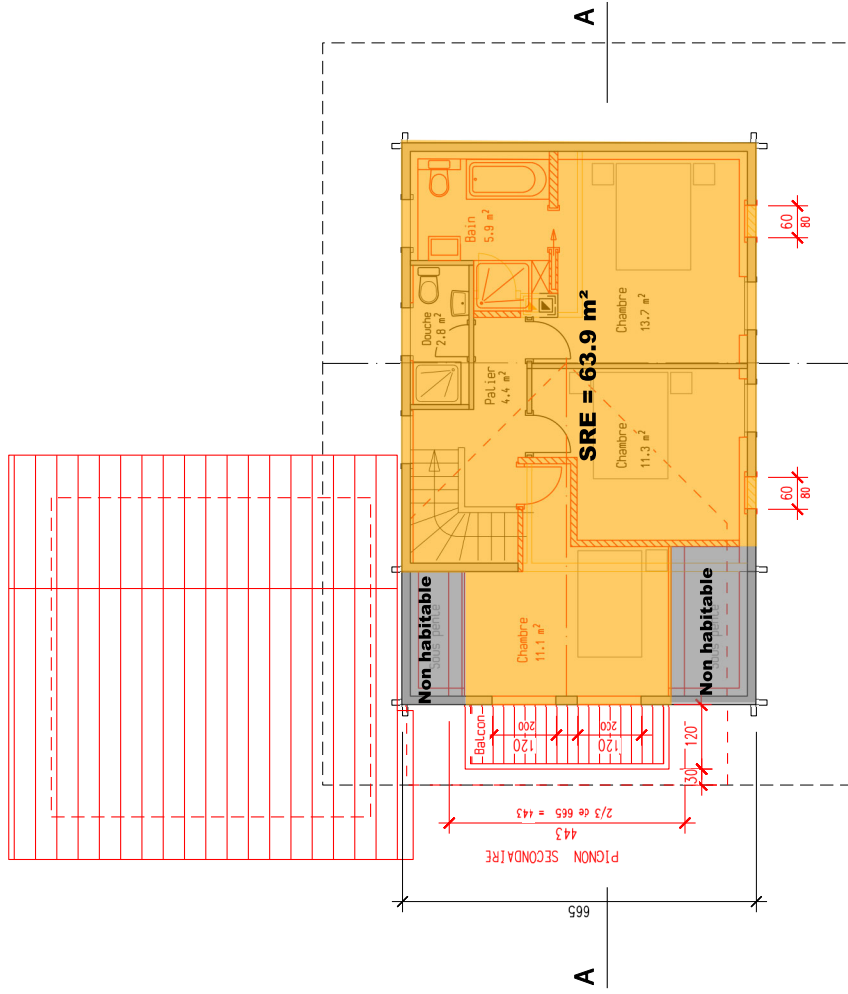 A
Bain
5.9 m²
60
80
Douche
2.8 m²
Chambre
13.7 m²
SRE = 63.9 m²
Palier
4.4 m²
Chambre
11.3 m²
60
80
Non habitable
Sous pente
Chambre
11.1 m²
Non habitable
Sous pente
Balcon
200
120
200
120
120
30
2/3 de 665 = 443
443
PIGNON SECONDAIRE
665
A